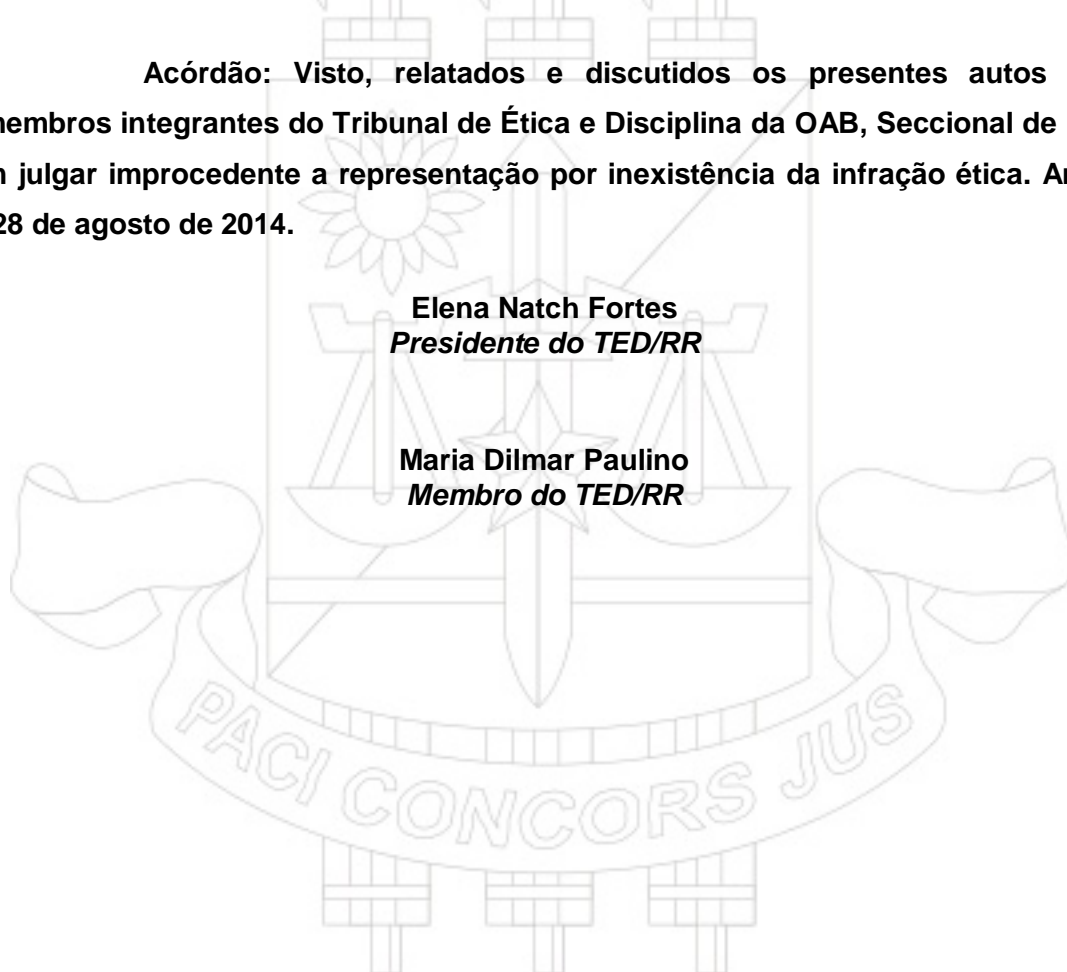 Acórdão: Visto, relatados e discutidos os presentes autos
membros integrantes do Tribunal de Ética e Disciplina da OAB, Seccional de
julgar improcedente a representação por inexistência da infração ética.
28 de agosto de 2014.
Elena Natch Fortes
Presidente do TED/RR
Maria Dilmar Paulino
Membro do TED/RR
PACI CONCORS JUS